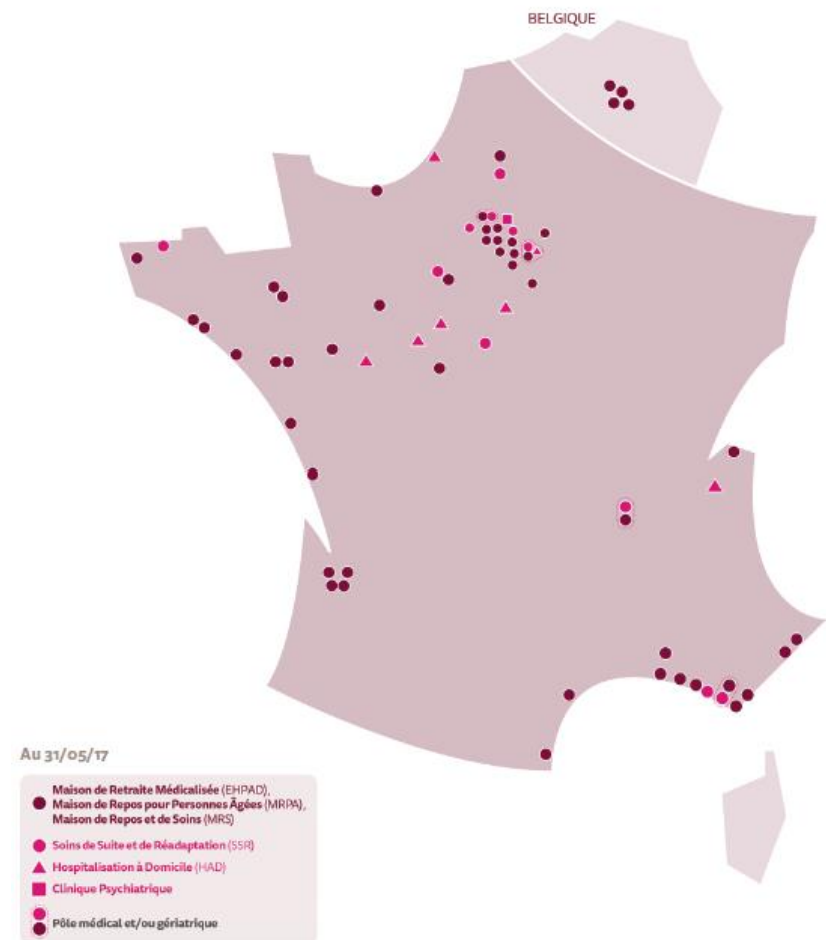 BELGIQUE
Au 31/05/17
Maison de Retraite Médicalisée (EHPAD),
Maison de Repos pour Personnes Âgées (MRPA),
Maison de Repos et de Soins (MRS)
Soins de Suite et de Réadaptation (SSR)
Hospitalisation à Domicile (HAD)
Clinique Psychiatrique
Pôle médical et/ou gériatrique